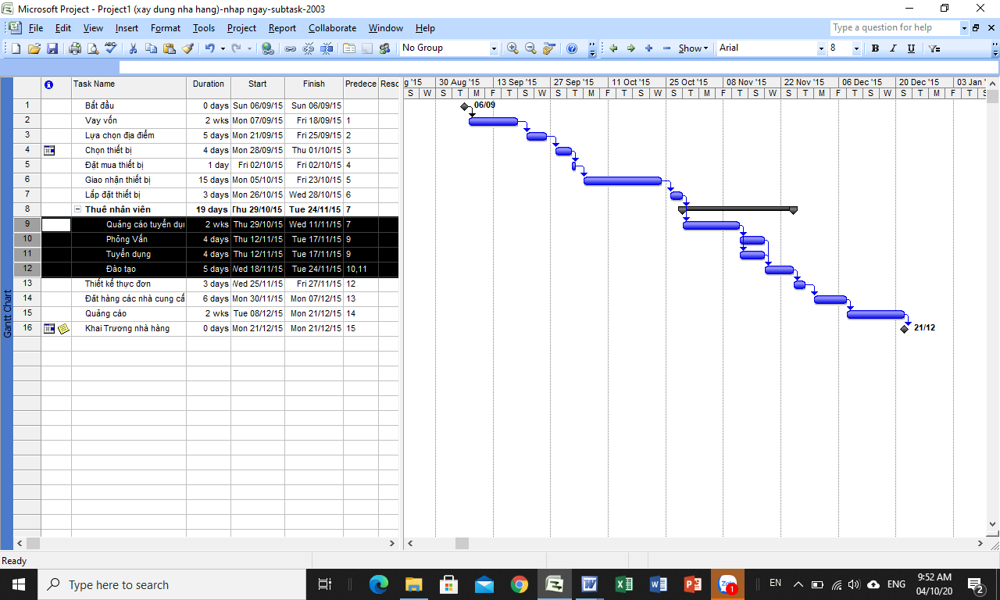 Microsoft Project - Project1 (xay dung nha hang)-nhap ngay-subtask-2003
File Edit View Insert Format Tools Project Report Collaborate Window Help
Type a question for help
No Group Show Arial 8 B I U
Task Name Duration Start Finish Predece Resc
g '15 30 Aug '15 13 Sep '15 27 Sep '15 11 Oct '15 25 Oct '15 08 Nov '15 22 Nov '15 06 Dec '15 20 Dec '15 03 Jan '
S W S T M F T S W S T M F T S W S T M F T S W S T M F T S
1 Bắt đầu 0 days Sun 06/09/15 Sun 06/09/15
06/09
2 Vay vốn 2 wks Mon 07/09/15 Fri 18/09/15 1
3 Lựa chọn địa điểm 5 days Mon 21/09/15 Fri 25/09/15 2
4 Chọn thiết bị 4 days Mon 28/09/15 Thu 01/10/15 3
5 Đặt mua thiết bị 1 day Fri 02/10/15 Fri 02/10/15 4
6 Giao nhận thiết bị 15 days Mon 05/10/15 Fri 23/10/15 5
7 Lắp đặt thiết bị 3 days Mon 26/10/15 Wed 28/10/15 6
8 Thuê nhân viên 19 days Thu 29/10/15 Tue 24/11/15 7
9 Quảng cáo tuyển dụ 2 wks Thu 29/10/15 Wed 11/11/15 7
10 Phỏng Vấn 4 days Thu 12/11/15 Tue 17/11/15 9
11 Tuyển dụng 4 days Thu 12/11/15 Tue 17/11/15 9
12 Đào tạo 5 days Wed 18/11/15 Tue 24/11/15 10,11
13 Thiết kế thực đơn 3 days Wed 25/11/15 Fri 27/11/15 12
14 Đăt hàng các nhà cung cấ 6 days Mon 30/11/15 Mon 07/12/15 13
15 Quảng cáo 2 wks Tue 08/12/15 Mon 21/12/15 14
16 Khai Trương nhà hàng 0 days Mon 21/12/15 Mon 21/12/15 15
21/12
Gantt Chart
Ready
Type here to search
EN
ENG
9:52 AM
04/10/20
1
2